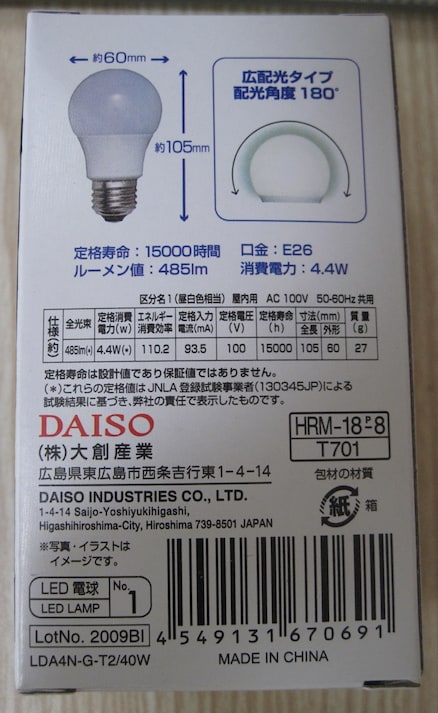 約60mm
約105mm
広配光タイプ
配光角度 180°
定格寿命：15000時間 口金：E26
ルーメン値：485lm 消費電力：4.4W
区分名1（昼白色相当） 屋内用 AC 100V 50-60Hz 共用
仕様(約) 全光束 定格消費電力(w) エネルギー消費効率 定格入力電流(mA) 定格電圧(V) 定格寿命(h) 寸法(mm) 全長 外形 質量(g)
485lm(*) 4.4W(*) 110.2 93.5 100 15000 105 60 27
定格寿命は設計値であり保証値ではありません。
(＊)これらの定格値はJNLA登録試験事業者(130345JP)による
試験結果に基づき、弊社の責任で表示したものです。
DAISO
(株)大創産業
広島県東広島市西条吉行東1-4-14
DAISO INDUSTRIES CO., LTD.
1-4-14 Saijo-Yoshiyukihigashi,
Higashihiroshima-City, Hiroshima 739-8501 JAPAN
HRM-18 P 8
T701
包材の材質
紙 箱
※写真・イラストは
イメージです。
LED 電球 No. 1
LED LAMP
LotNo. 2009BI
LDA4N-G-T2/40W
4 549131 670691
MADE IN CHINA